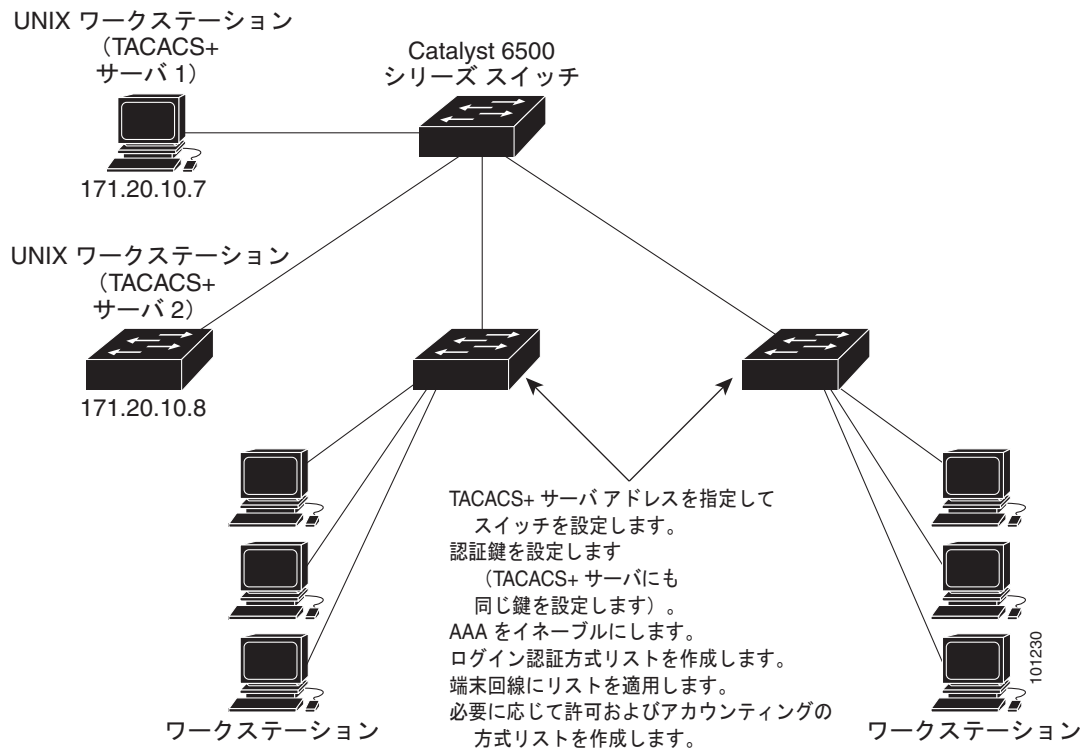 UNIX ワークステーション
（TACACS+
サーバ 1）
171.20.10.7
Catalyst 6500
シリーズ スイッチ
UNIX ワークステーション
（TACACS+
サーバ 2）
171.20.10.8
TACACS+ サーバ アドレスを指定して
スイッチを設定します。
認証鍵を設定します
（TACACS+ サーバにも
同じ鍵を設定します）。
AAA をイネーブルにします。
ログイン認証方式リストを作成します。
端末回線にリストを適用します。
必要に応じて許可およびアカウンティングの
方式リストを作成します。
ワークステーション
ワークステーション
101230